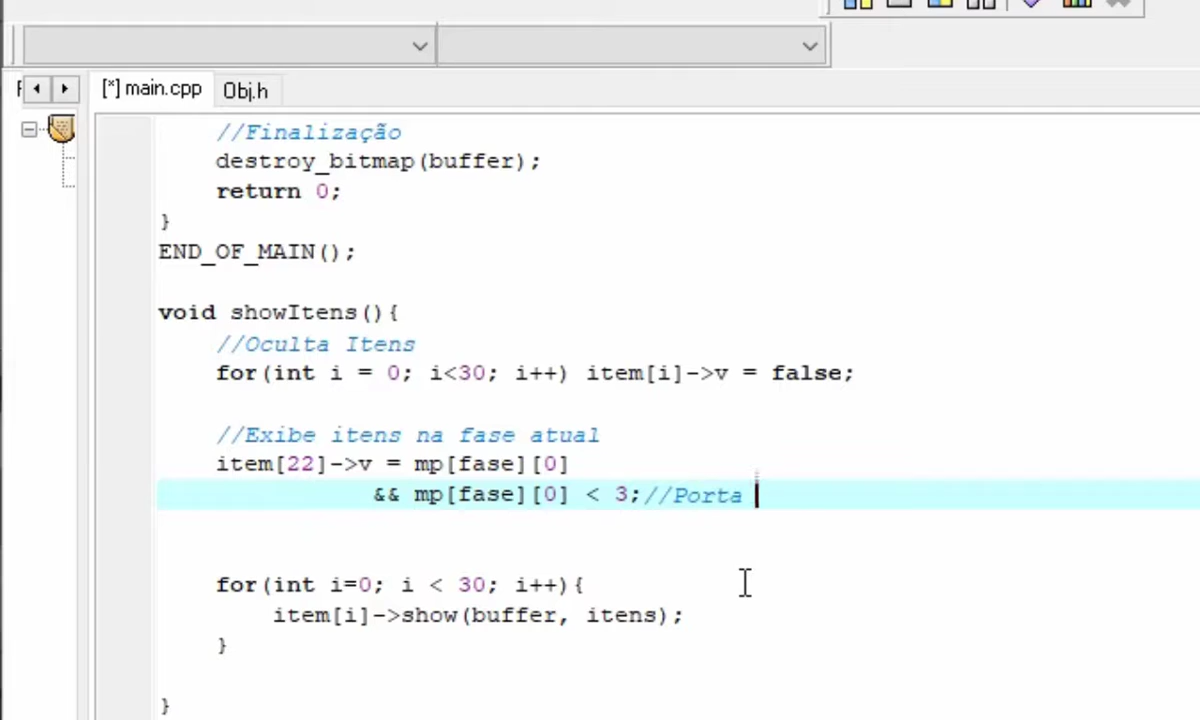 [*] main.cpp
Obj.h
//Finalização
destroy_bitmap(buffer);
return 0;
}
END_OF_MAIN();
void showItens(){
//Oculta Itens
for(int i = 0; i<30; i++) item[i]->v = false;
//Exibe itens na fase atual
item[22]->v = mp[fase][0]
&& mp[fase][0] < 3;//Porta
for(int i=0; i < 30; i++){
item[i]->show(buffer, itens);
}
}